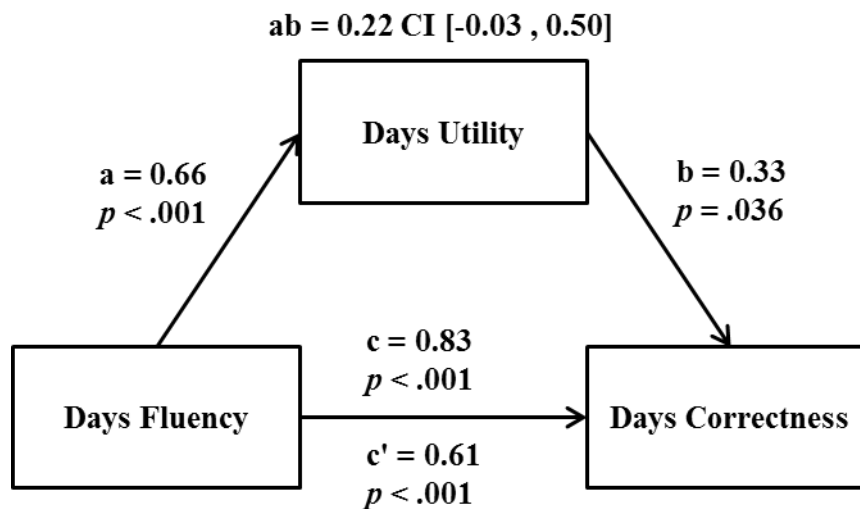 ab = 0.22 CI [-0.03 , 0.50]
Days Utility
a = 0.66
p < .001
b = 0.33
p = .036
Days Fluency
c = 0.83
p < .001
c' = 0.61
p < .001
Days Correctness